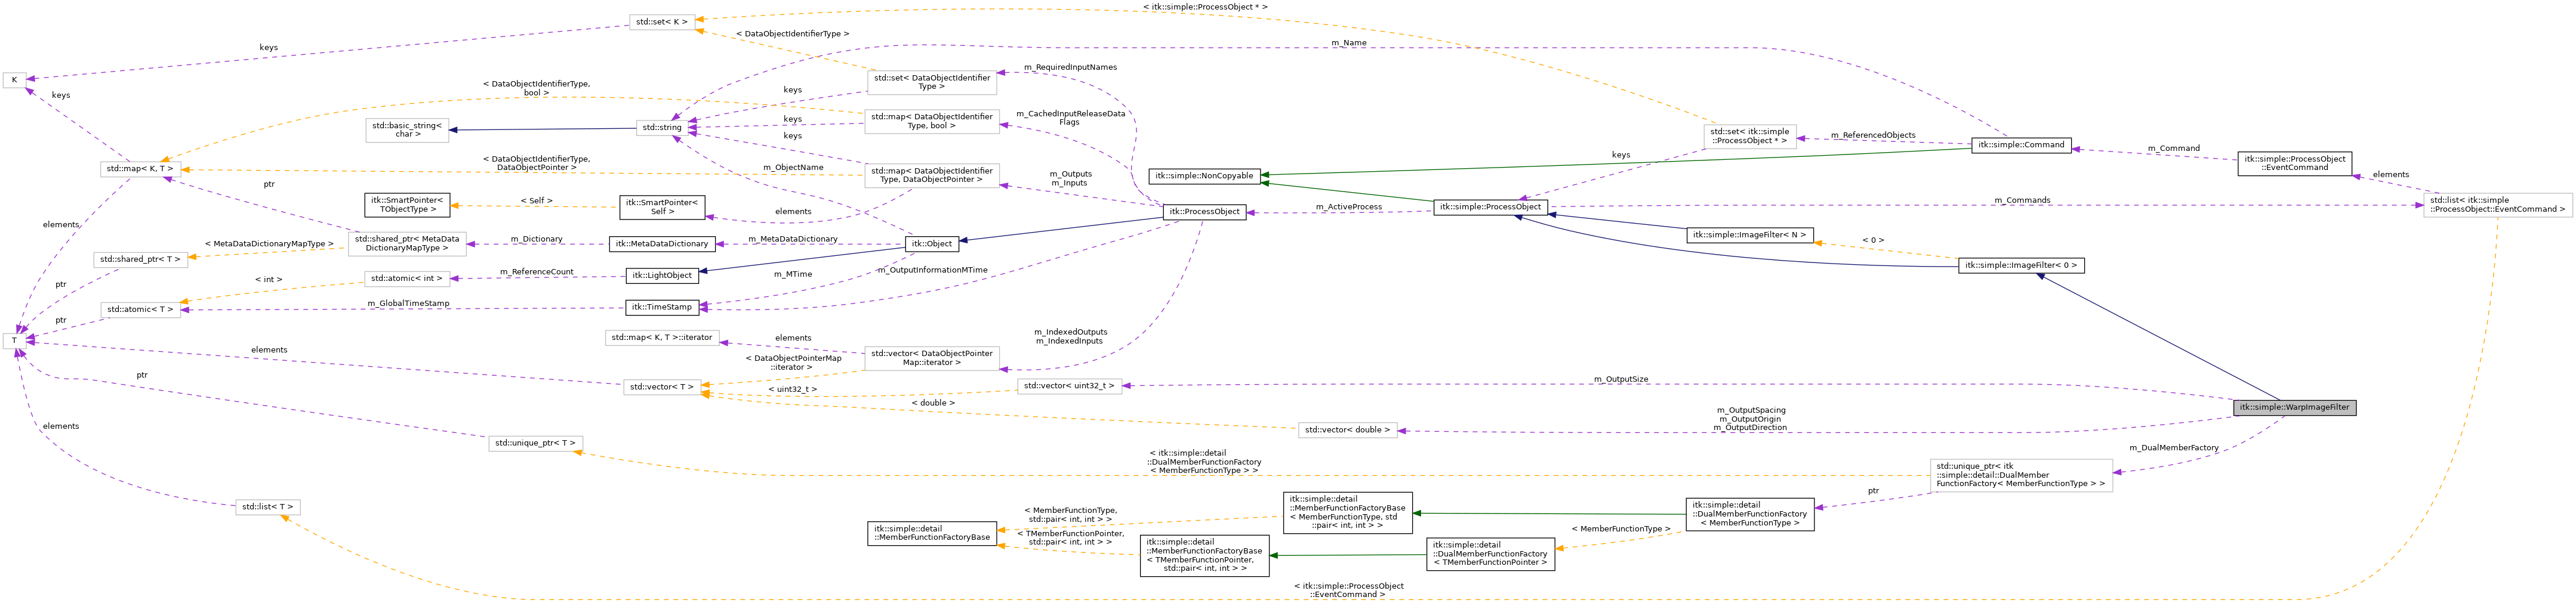 < itk::simple::ProcessObject * >
std::set< K >
< DataObjectIdentifierType >
m_Name
keys
m_RequiredInputNames
K
std::set< DataObjectIdentifier
Type >
< DataObjectIdentifierType,
bool >
keys
keys
m_CachedInputReleaseData
Flags
std::map< DataObjectIdentifier
Type, bool >
keys
std::basic_string<
char >
std::string
keys
std::set< itk::simple
::ProcessObject * >
m_ReferencedObjects
itk::simple::Command
m_Command
itk::simple::ProcessObject
::EventCommand
keys
< DataObjectIdentifierType,
DataObjectPointer >
std::map< K, T >
m_ObjectName
std::map< DataObjectIdentifier
Type, DataObjectPointer >
m_Outputs
m_Inputs
itk::simple::NonCopyable
elements
ptr
itk::SmartPointer<
TObjectType >
< Self >
itk::SmartPointer<
Self >
elements
itk::ProcessObject
m_ActiveProcess
itk::simple::ProcessObject
m_Commands
std::list< itk::simple
::ProcessObject::EventCommand >
elements
std::shared_ptr< MetaData
DictionaryMapType >
< MetaDataDictionaryMapType >
m_Dictionary
itk::MetaDataDictionary
m_MetaDataDictionary
itk::Object
itk::simple::ImageFilter< N >
< 0 >
std::shared_ptr< T >
itk::simple::ImageFilter< 0 >
ptr
< int >
std::atomic< int >
m_ReferenceCount
itk::LightObject
m_MTime
m_OutputInformationMTime
std::atomic< T >
m_GlobalTimeStamp
itk::TimeStamp
ptr
T
elements
std::map< K, T >::iterator
elements
std::vector< DataObjectPointer
Map::iterator >
m_IndexedOutputs
m_IndexedInputs
< DataObjectPointerMap
::iterator >
ptr
std::vector< T >
< uint32_t >
std::vector< uint32_t >
m_OutputSize
< double >
std::vector< double >
m_OutputSpacing
m_OutputOrigin
m_OutputDirection
itk::simple::WarpImageFilter
elements
std::unique_ptr< T >
< itk::simple::detail
::DualMemberFunctionFactory
< MemberFunctionType > >
m_DualMemberFactory
std::unique_ptr< itk
::simple::detail::DualMember
FunctionFactory< MemberFunctionType > >
ptr
std::list< T >
itk::simple::detail
::MemberFunctionFactoryBase
< MemberFunctionType,
std::pair< int, int > >
< TMemberFunctionPointer,
std::pair< int, int > >
itk::simple::detail
::MemberFunctionFactoryBase
< MemberFunctionType, std
::pair< int, int > >
itk::simple::detail
::DualMemberFunctionFactory
< MemberFunctionType >
itk::simple::detail
::MemberFunctionFactoryBase
< TMemberFunctionPointer,
std::pair< int, int > >
itk::simple::detail
::DualMemberFunctionFactory
< TMemberFunctionPointer >
< MemberFunctionType >
< itk::simple::ProcessObject
::EventCommand >